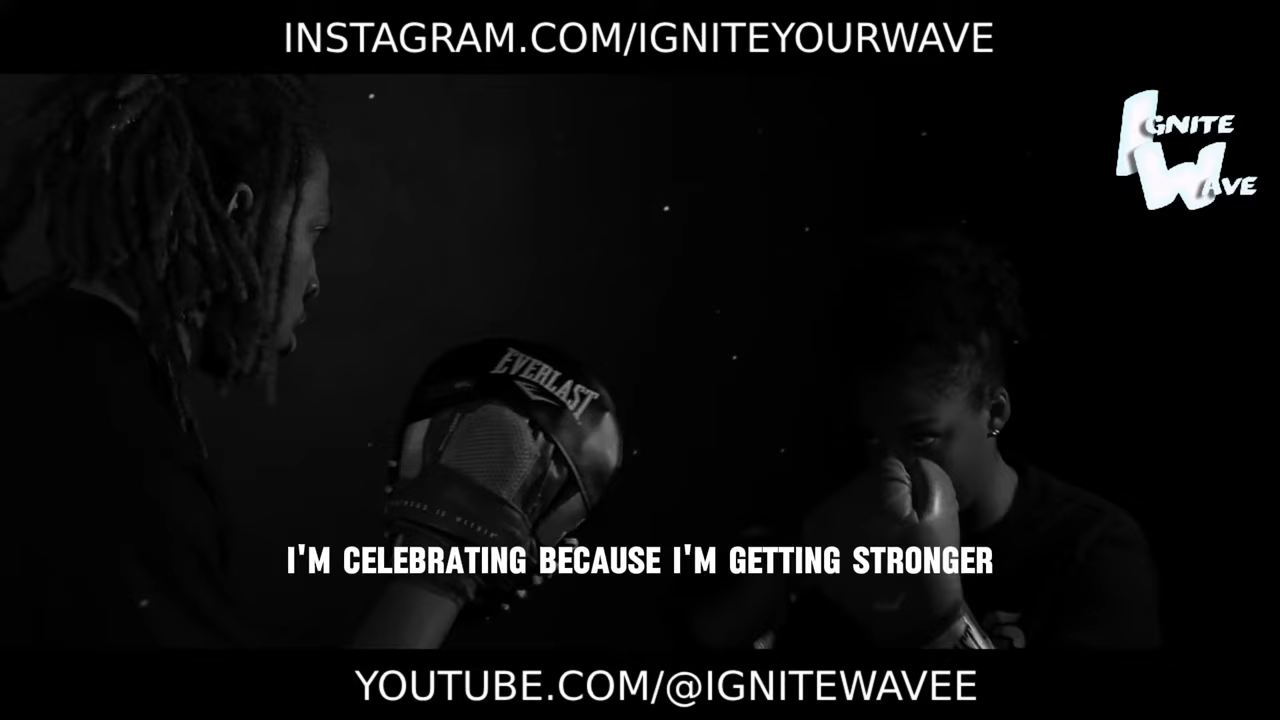 INSTAGRAM.COM/IGNITEYOURWAVE
IGNITE
WAVE
EVERLAST
I'M CELEBRATING BECAUSE I'M GETTING STRONGER
YOUTUBE.COM/@IGNITEWAVEE